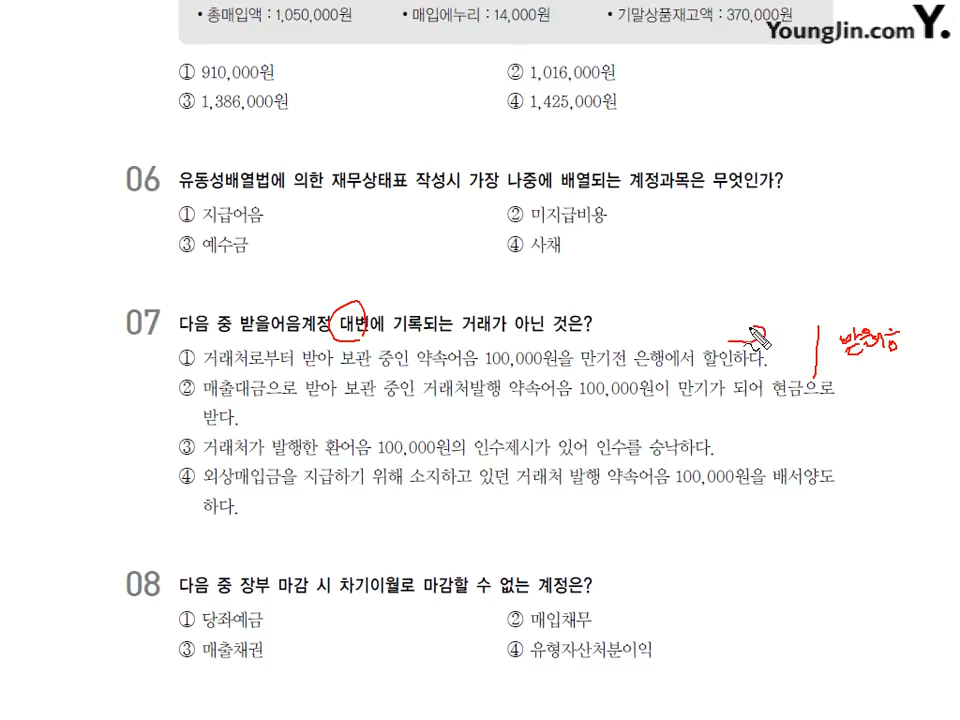 • 총매입액 : 1,050,000원 • 매입에누리 : 14,000원 • 기말상품재고액 : 370,000원
YoungJin.com Y.
① 910,000원 ② 1,016,000원
③ 1,386,000원 ④ 1,425,000원
06 유동성배열법에 의한 재무상태표 작성시 가장 나중에 배열되는 계정과목은 무엇인가?
① 지급어음 ② 미지급비용
③ 예수금 ④ 사채
07 다음 중 받을어음계정 대변에 기록되는 거래가 아닌 것은?
받을어음
① 거래처로부터 받아 보관 중인 약속어음 100,000원을 만기전 은행에서 할인하다.
② 매출대금으로 받아 보관 중인 거래처발행 약속어음 100,000원이 만기가 되어 현금으로
받다.
③ 거래처가 발행한 환어음 100,000원의 인수제시가 있어 인수를 승낙하다.
④ 외상매입금을 지급하기 위해 소지하고 있던 거래처 발행 약속어음 100,000원을 배서양도
하다.
08 다음 중 장부 마감 시 차기이월로 마감할 수 없는 계정은?
① 당좌예금 ② 매입채무
③ 매출채권 ④ 유형자산처분이익